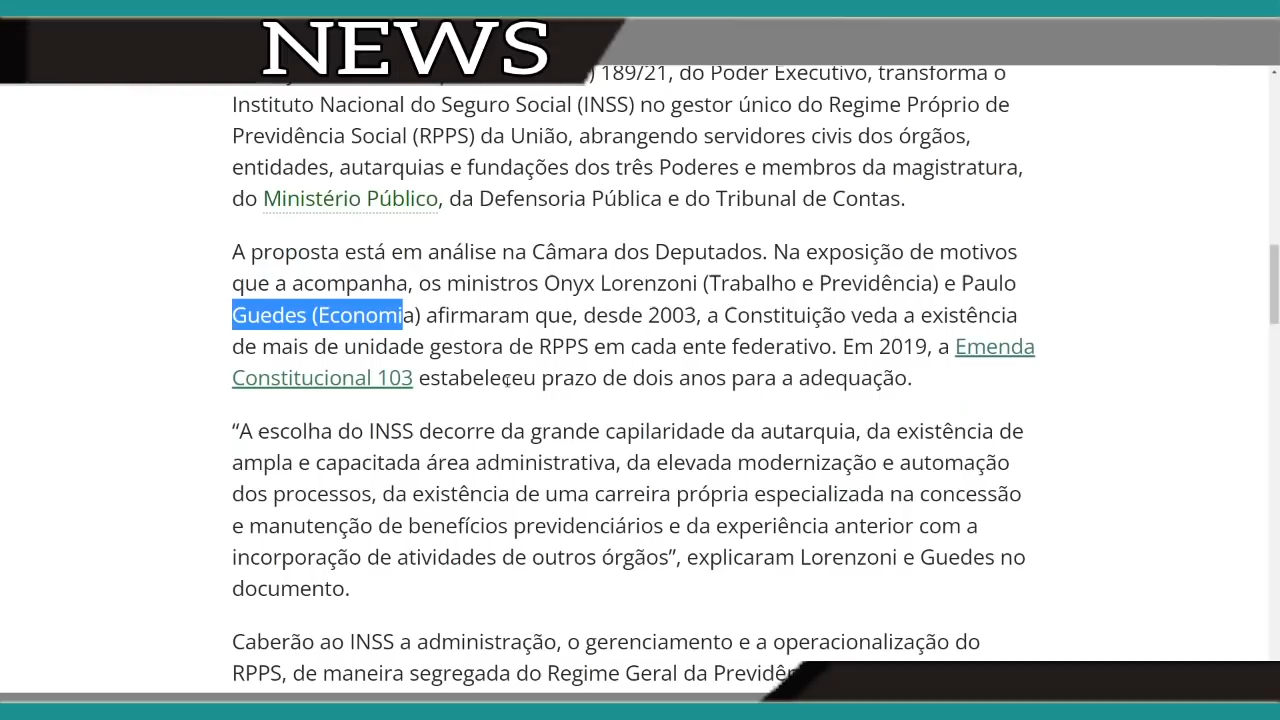 NEWS
) 189/21, do Poder Executivo, transforma o
Instituto Nacional do Seguro Social (INSS) no gestor único do Regime Próprio de
Previdência Social (RPPS) da União, abrangendo servidores civis dos órgãos,
entidades, autarquias e fundações dos três Poderes e membros da magistratura,
do Ministério Público, da Defensoria Pública e do Tribunal de Contas.
A proposta está em análise na Câmara dos Deputados. Na exposição de motivos
que a acompanha, os ministros Onyx Lorenzoni (Trabalho e Previdência) e Paulo
Guedes (Economia) afirmaram que, desde 2003, a Constituição veda a existência
de mais de unidade gestora de RPPS em cada ente federativo. Em 2019, a Emenda
Constitucional 103 estabeleceu prazo de dois anos para a adequação.
“A escolha do INSS decorre da grande capilaridade da autarquia, da existência de
ampla e capacitada área administrativa, da elevada modernização e automação
dos processos, da existência de uma carreira própria especializada na concessão
e manutenção de benefícios previdenciários e da experiência anterior com a
incorporação de atividades de outros órgãos”, explicaram Lorenzoni e Guedes no
documento.
Caberão ao INSS a administração, o gerenciamento e a operacionalização do
RPPS, de maneira segregada do Regime Geral da